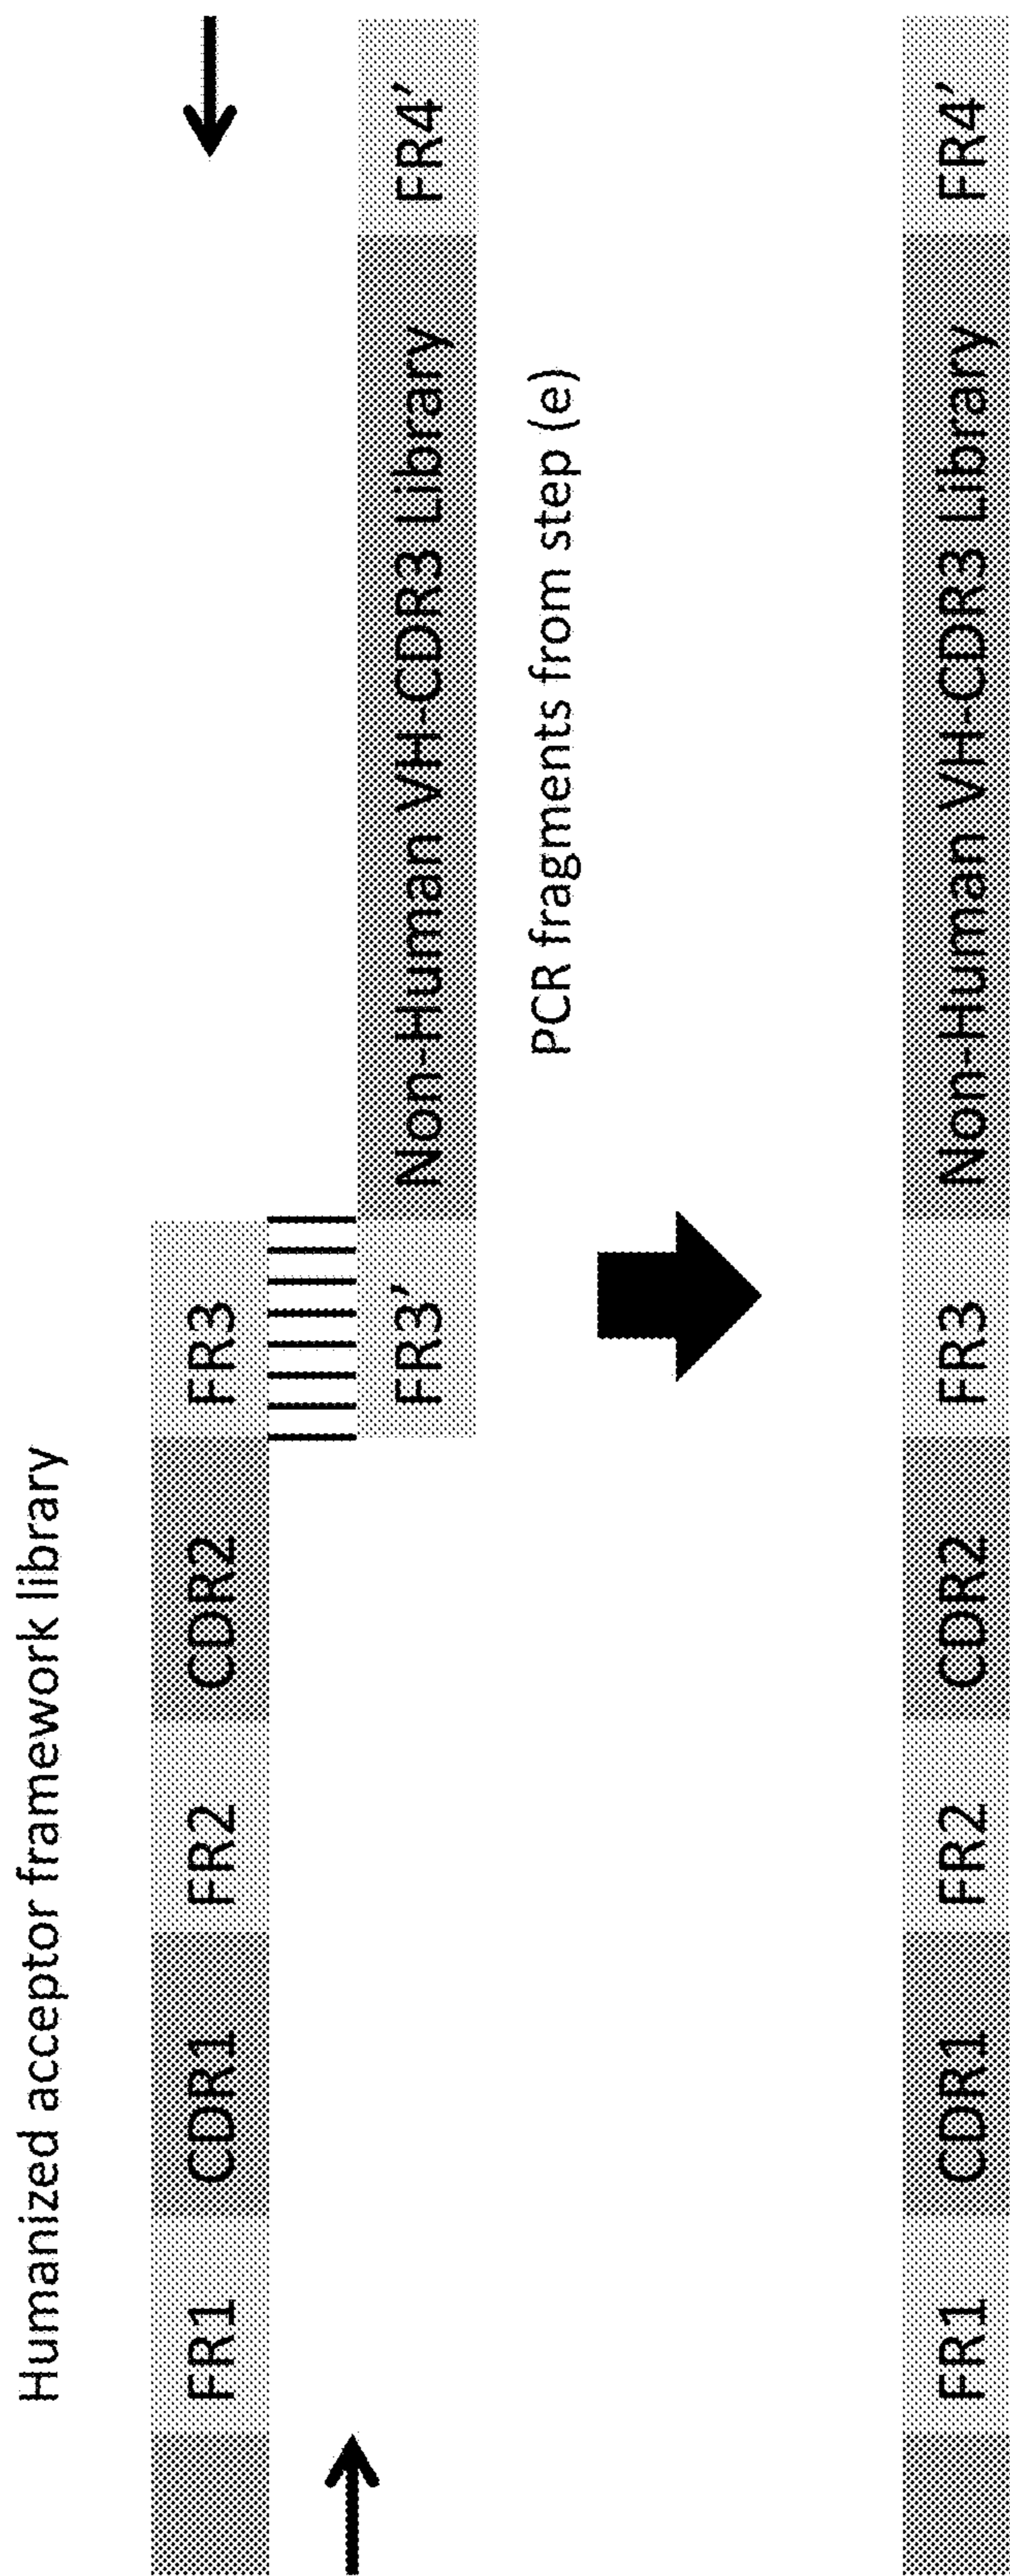 Humanized acceptor framework library
FR1 CDR1 FR2 CDR2 FR3
FR3' Non-Human VH-CDR3 Library FR4'
PCR fragments from step (e)
FR1 CDR1 FR2 CDR2 FR3 Non-Human VH-CDR3 Library FR4'